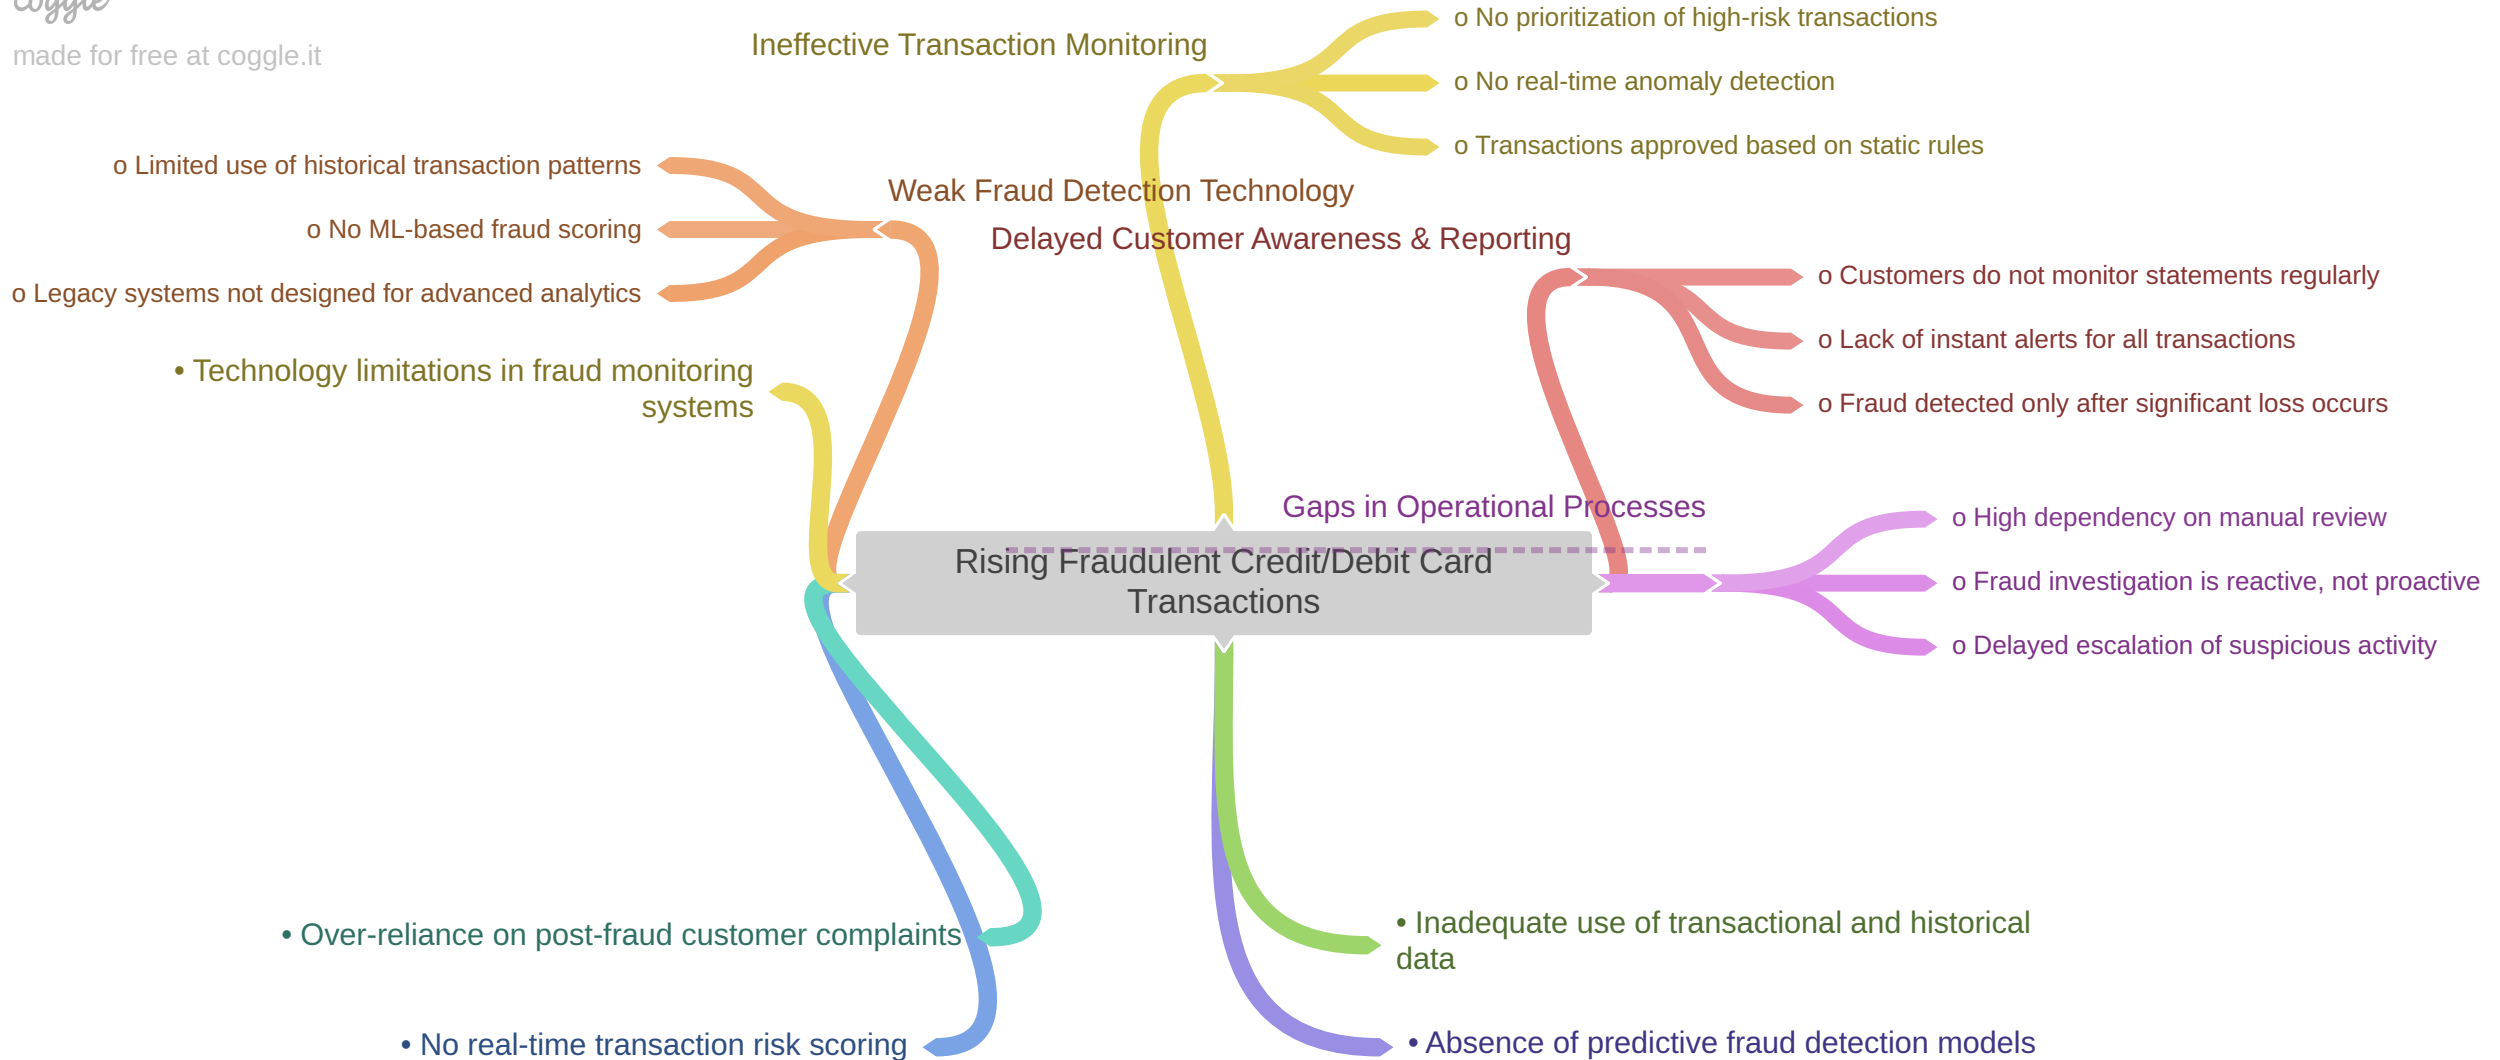 coggle
made for free at coggle.it
Ineffective Transaction Monitoring
o No prioritization of high-risk transactions
o No real-time anomaly detection
o Transactions approved based on static rules
Weak Fraud Detection Technology
o Limited use of historical transaction patterns
o No ML-based fraud scoring
o Legacy systems not designed for advanced analytics
Delayed Customer Awareness & Reporting
o Customers do not monitor statements regularly
o Lack of instant alerts for all transactions
o Fraud detected only after significant loss occurs
• Technology limitations in fraud monitoring
systems
Gaps in Operational Processes
o High dependency on manual review
o Fraud investigation is reactive, not proactive
o Delayed escalation of suspicious activity
Rising Fraudulent Credit/Debit Card
Transactions
• Over-reliance on post-fraud customer complaints
• Inadequate use of transactional and historical
data
• No real-time transaction risk scoring
• Absence of predictive fraud detection models